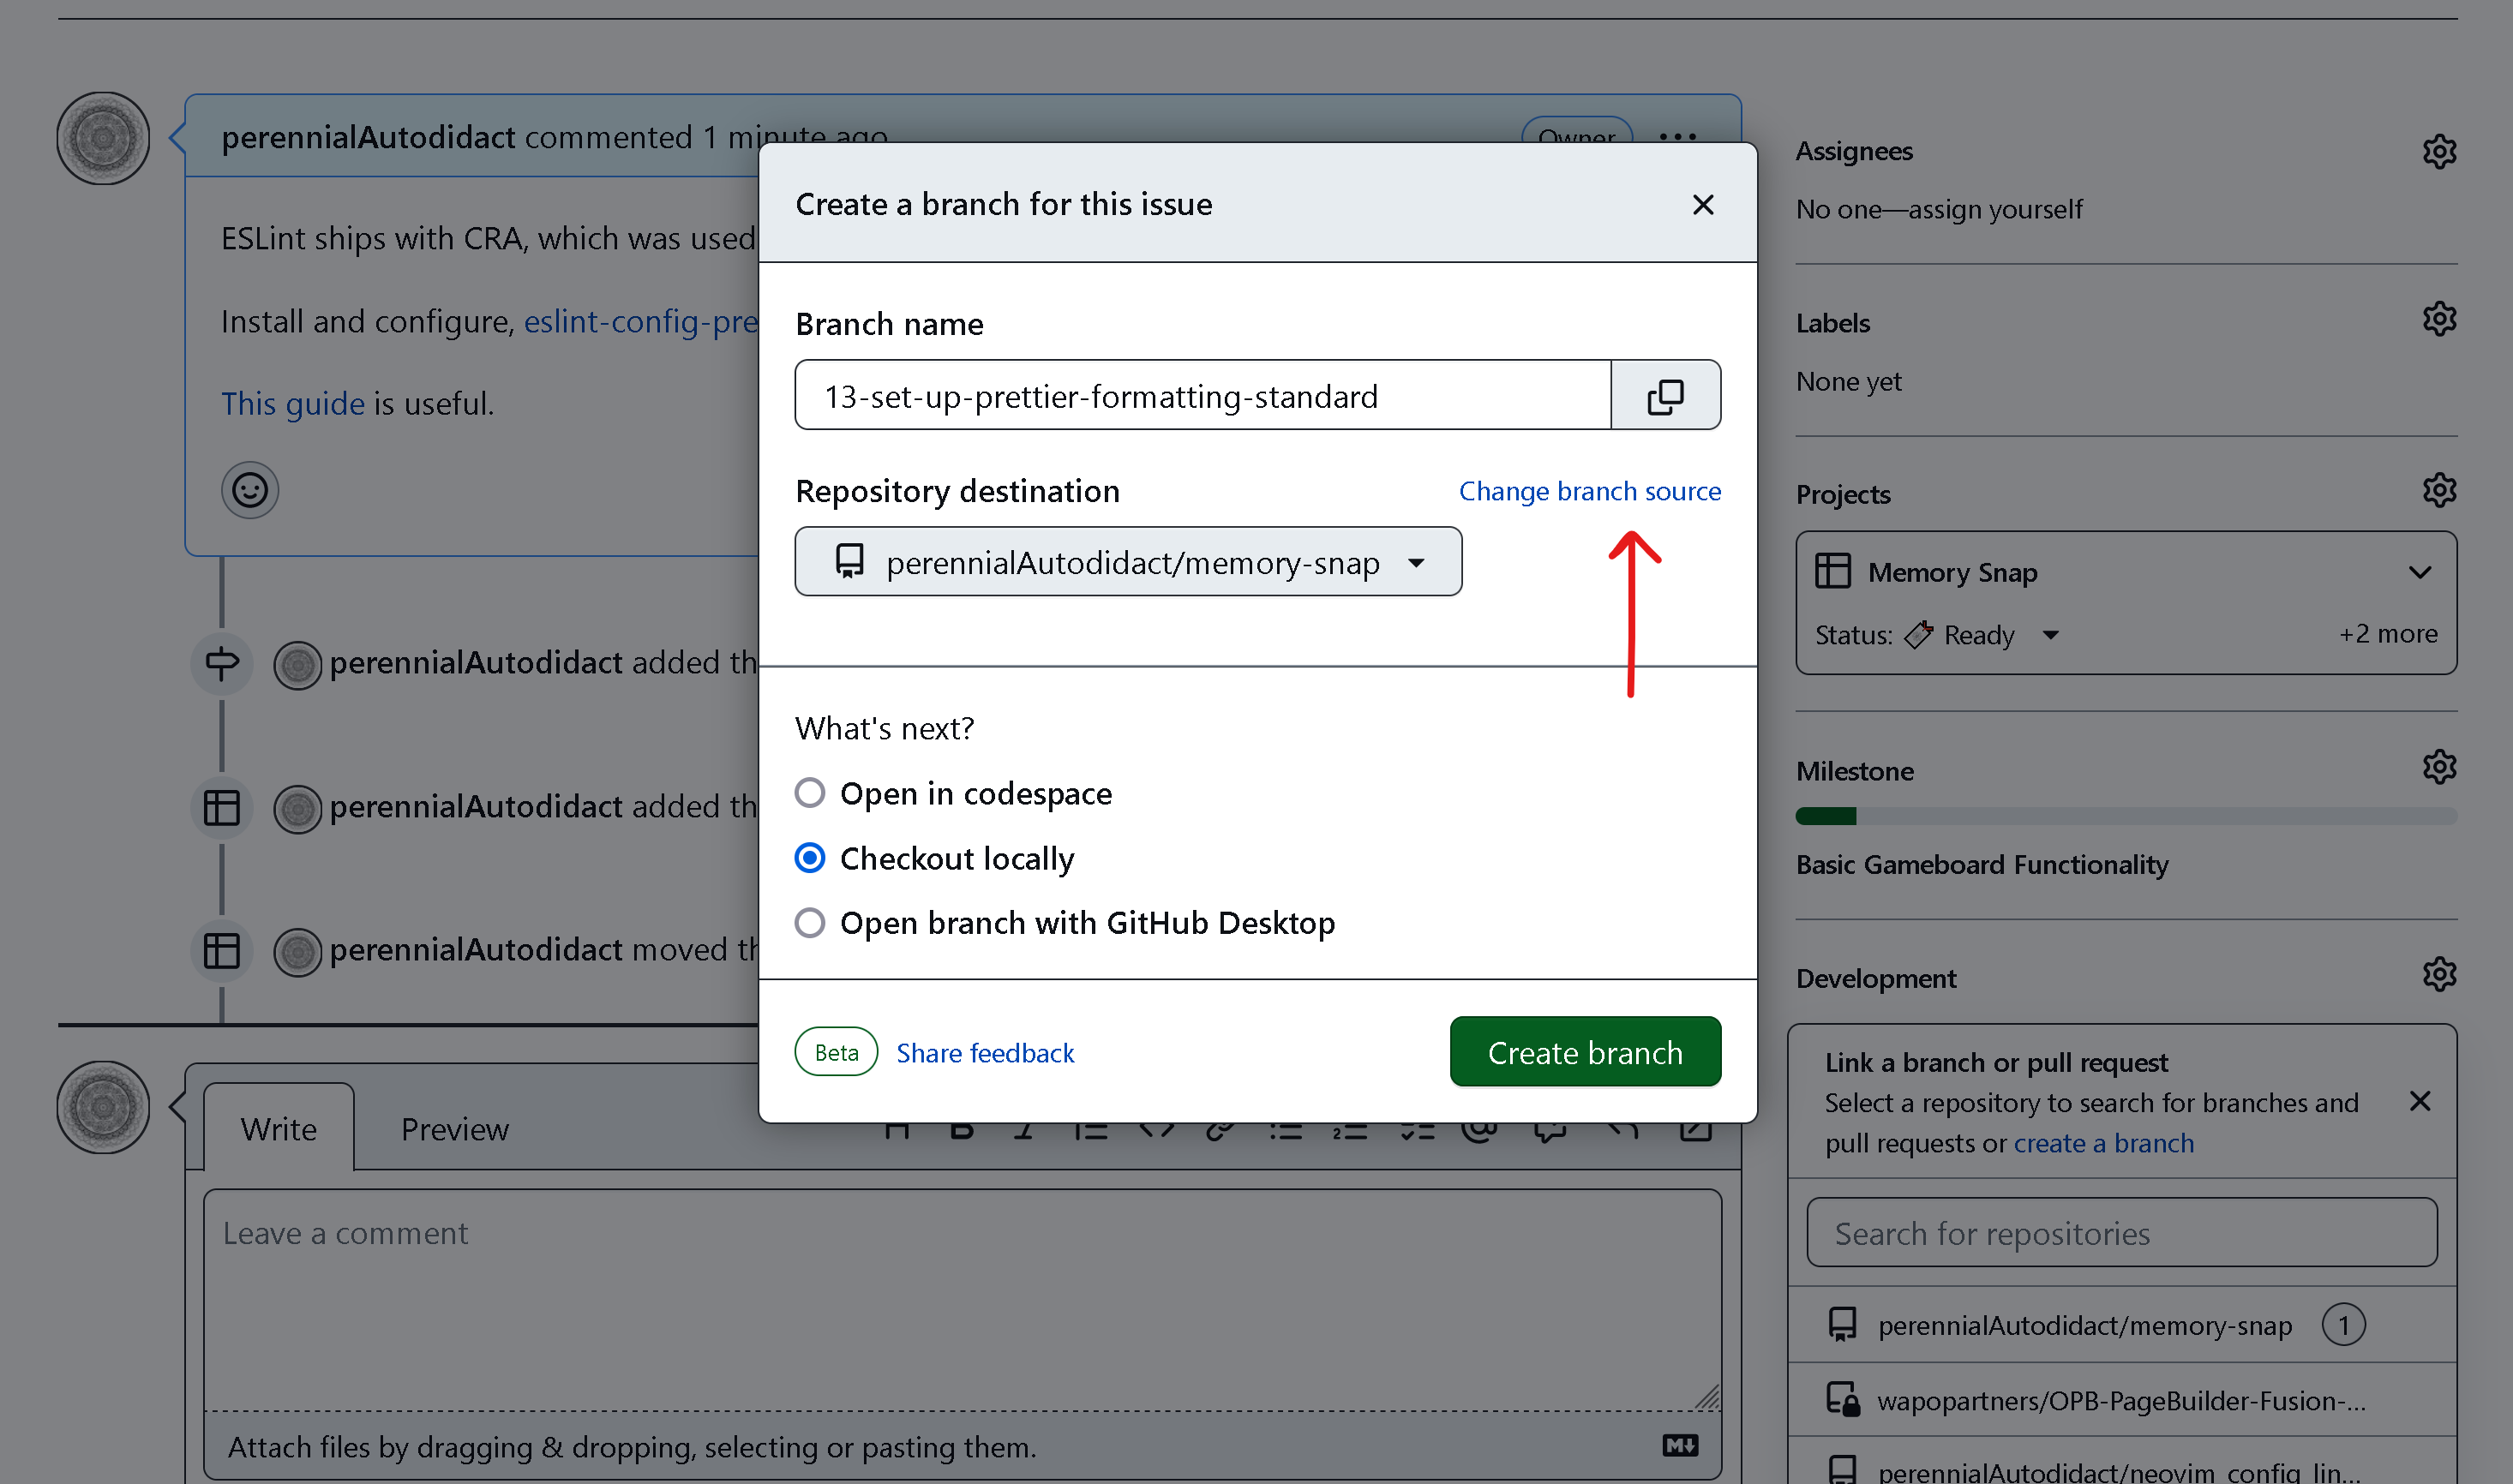 perennialAutodidact commented 1 minute ago
Owner
ESLint ships with CRA, which was used
Install and configure, eslint-config-pre
This guide is useful.
perennialAutodidact added th
perennialAutodidact added th
perennialAutodidact moved th
Create a branch for this issue
Branch name
13-set-up-prettier-formatting-standard
Repository destination
Change branch source
perennialAutodidact/memory-snap
What's next?
Open in codespace
Checkout locally
Open branch with GitHub Desktop
Beta
Share feedback
Create branch
Write
Preview
Leave a comment
Attach files by dragging & dropping, selecting or pasting them.
Assignees
No one—assign yourself
Labels
None yet
Projects
Memory Snap
Status: Ready
+2 more
Milestone
Basic Gameboard Functionality
Development
Link a branch or pull request
Select a repository to search for branches and
pull requests or create a branch
Search for repositories
perennialAutodidact/memory-snap 1
wapopartners/OPB-PageBuilder-Fusion-...
perennialAutodidact/neovim_config_lin...